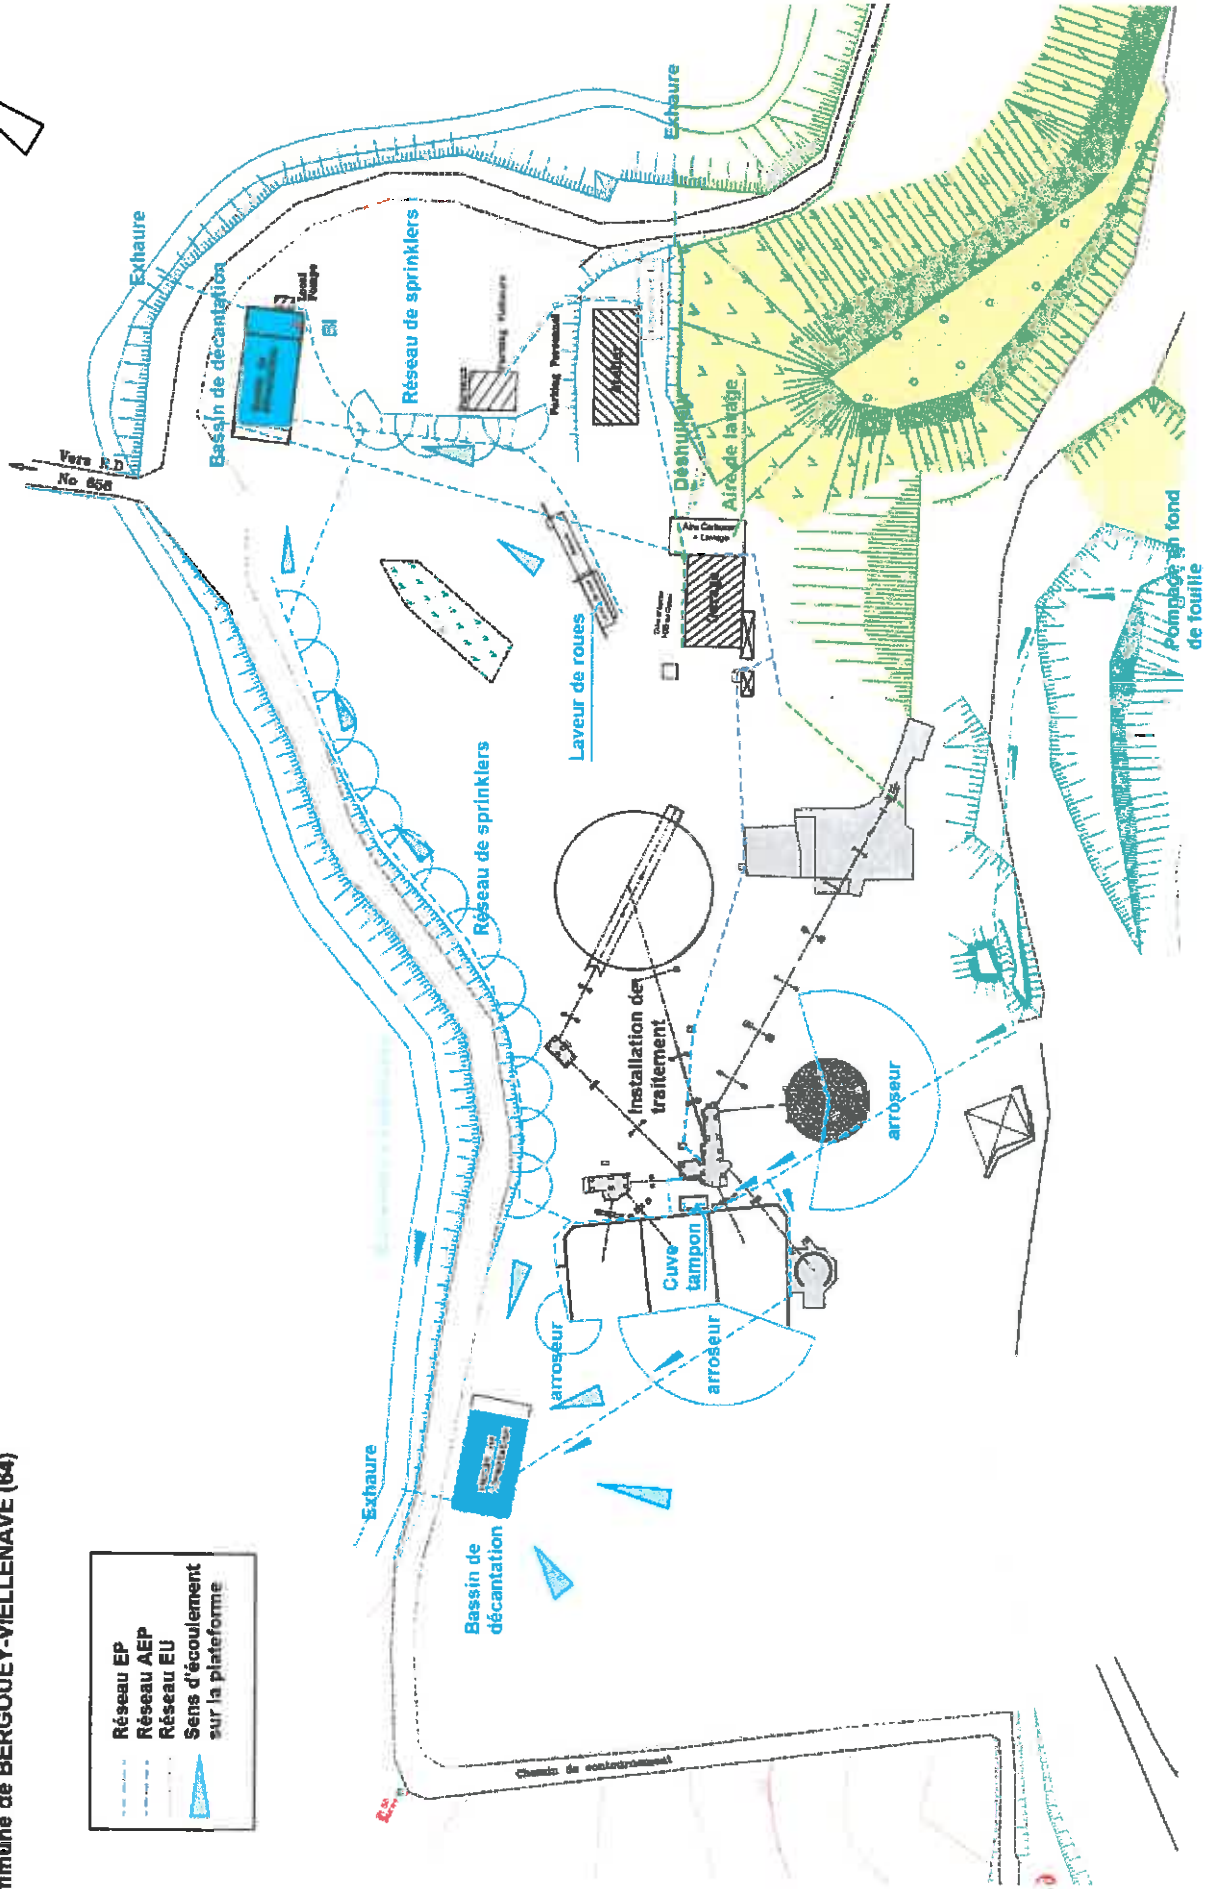 mmune de BERGOUEY-VIELLENAVE (64)
Réseau EP
Réseau AEP
Réseau EU
Sens d'écoulement
sur la plateforme
Vers R.D
No 656
Exhaure
Bassin de décantation
Local
Pompe
Réseau de sprinklers
Exhaure
Parking Personnel
Atelier
Déshuileur
Aire de lavage
Laveur de roues
Réseau de sprinklers
Installation de
traitement
arroseur
Cuve
tampon
arroseur
arroseur
Exhaure
Bassin de
décantation
Pompage en fond
de fouille
Chemin de contournement